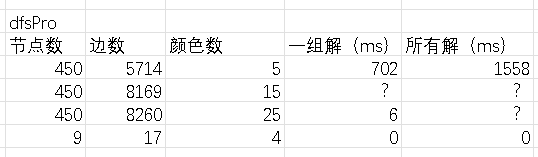 dfsPro
节点数 边数 颜色数 一组解（ms） 所有解（ms）
450 5714 5 702 1558
450 8169 15 ？ ？
450 8260 25 6 ？
9 17 4 0 0